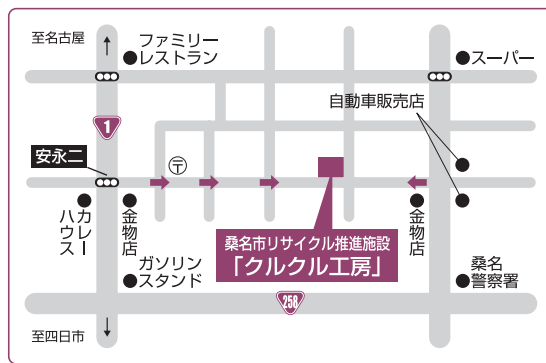 至名古屋
ファミリー
レストラン
スーパー
自動車販売店
1
安永二
〒
カレー
ハウス
金物店
金物店
桑名市リサイクル推進施設
「クルクル工房」
ガソリン
スタンド
桑名
警察署
258
至四日市